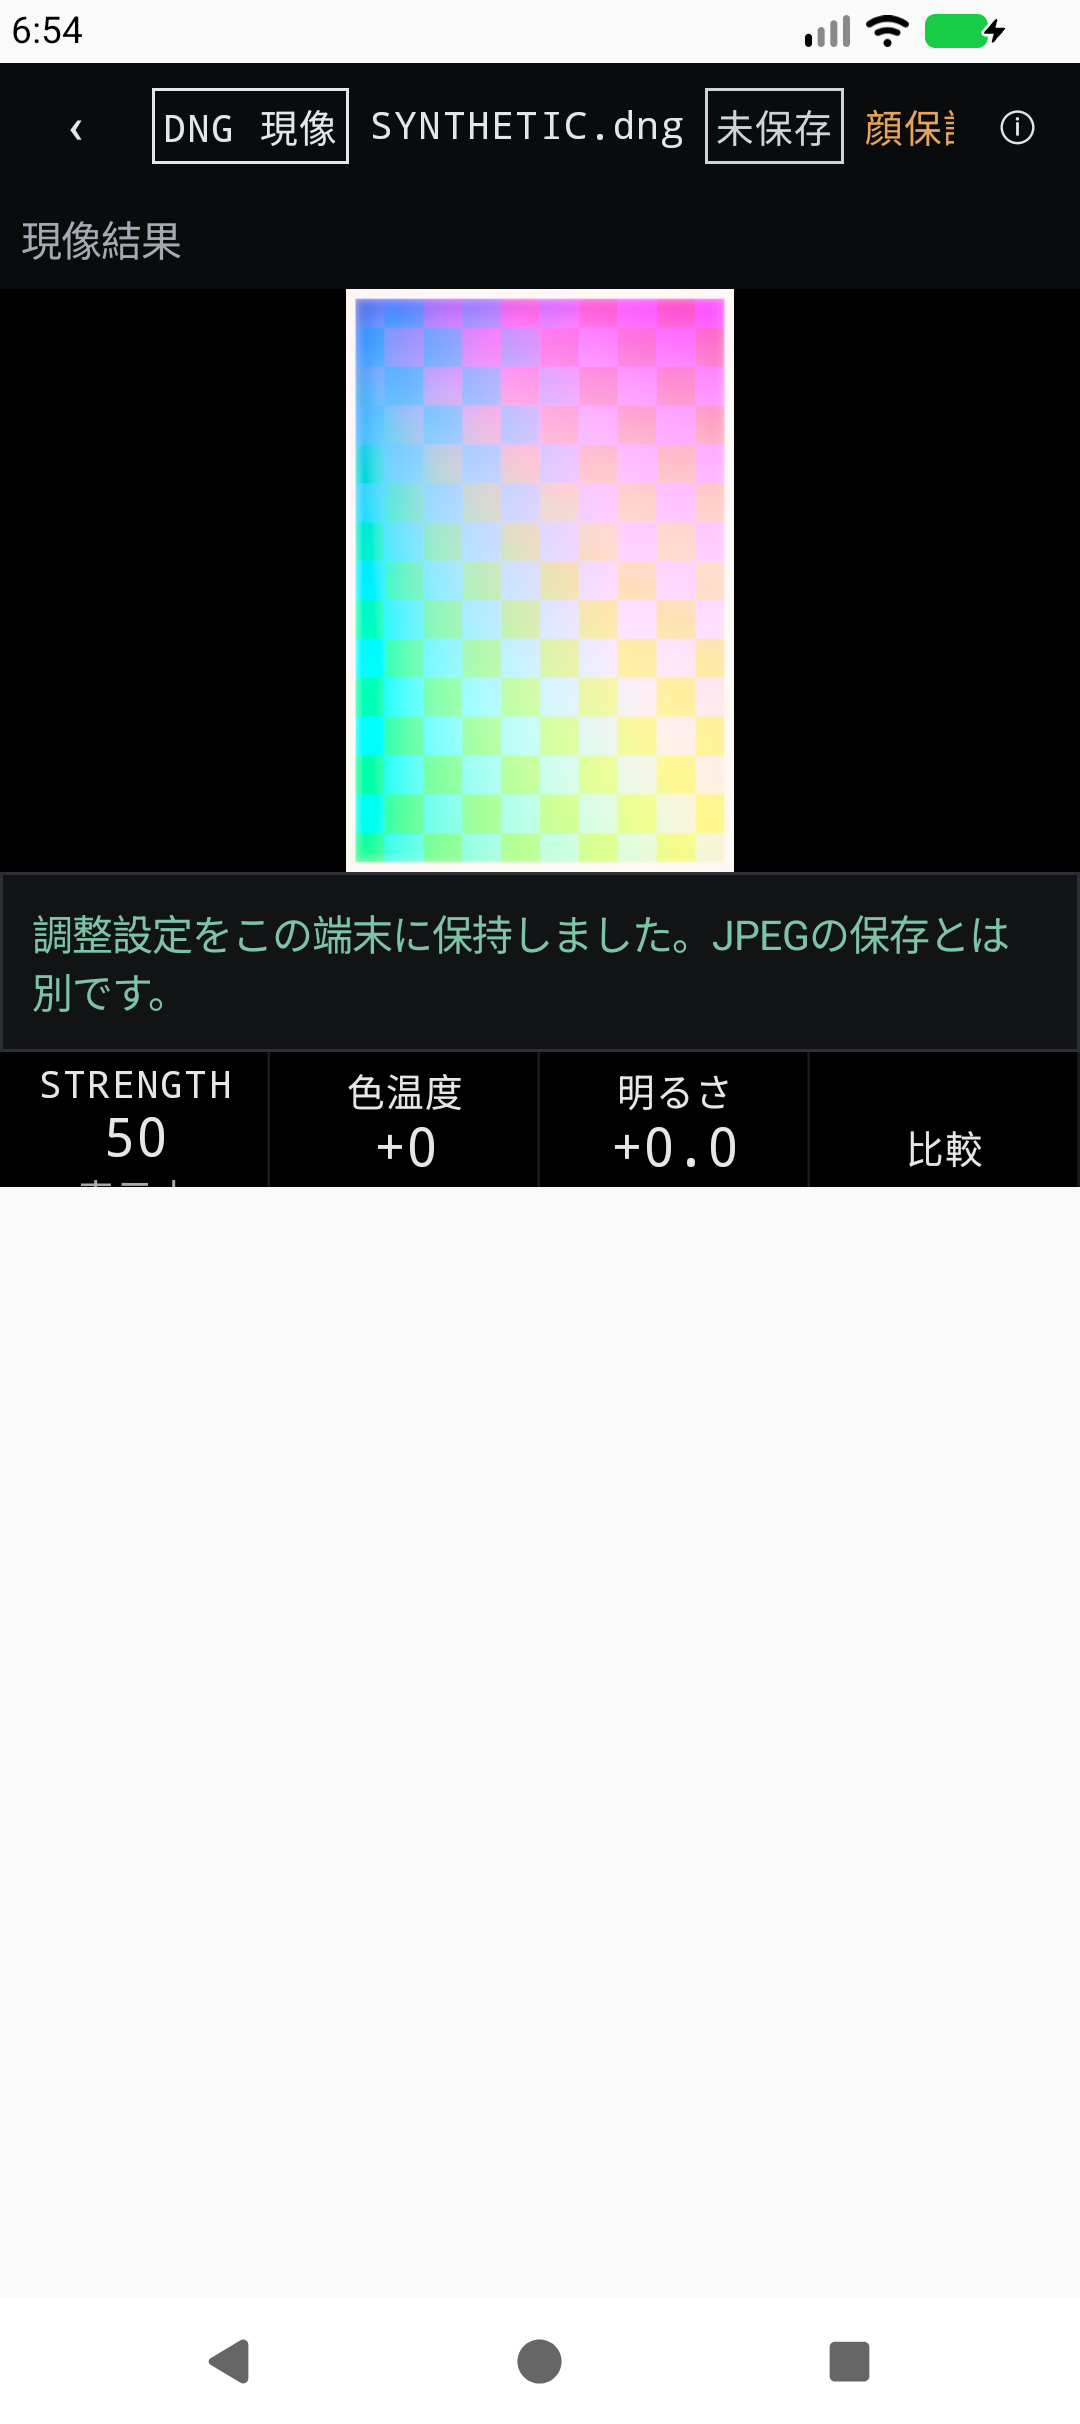 6:54
‹ DNG 現像 SYNTHETIC.dng 未保存 顔保
現像結果
調整設定をこの端末に保持しました。JPEGの保存とは
別です。
STRENGTH 色温度 明るさ 比較
50 +0 +0.0